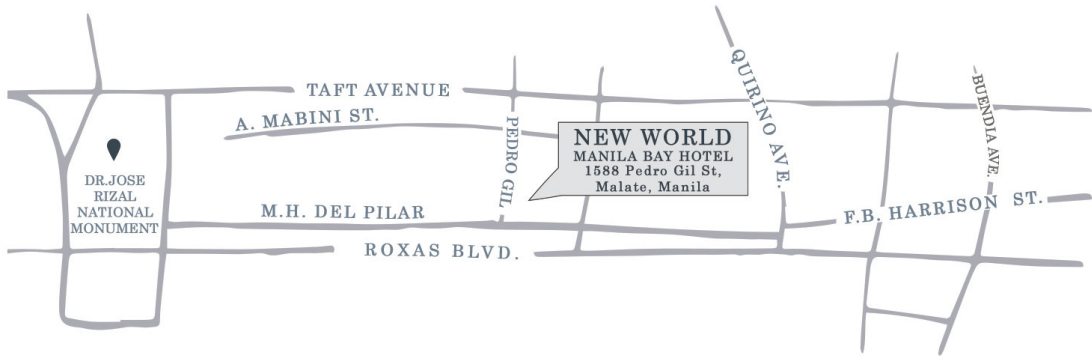 TAFT AVENUE
A. MABINI ST.
PEDRO GIL
QUIRINO AVE.
BUENDIA AVE.
NEW WORLD
MANILA BAY HOTEL
1588 Pedro Gil St,
Malate, Manila
DR.JOSE
RIZAL
NATIONAL
MONUMENT
M.H. DEL PILAR
F.B. HARRISON ST.
ROXAS BLVD.